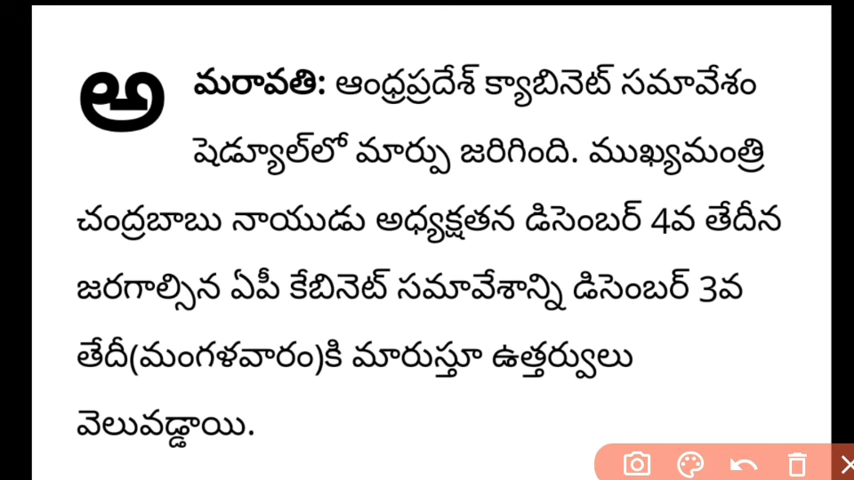 అమరావతి: ఆంధ్రప్రదేశ్ క్యాబినెట్ సమావేశం
షెడ్యూల్‌లో మార్పు జరిగింది. ముఖ్యమంత్రి
చంద్రబాబు నాయుడు అధ్యక్షతన డిసెంబర్ 4వ తేదీన
జరగాల్సిన ఏపీ కేబినెట్ సమావేశాన్ని డిసెంబర్ 3వ
తేదీ(మంగళవారం)కి మారుస్తూ ఉత్తర్వులు
వెలువడ్డాయి.